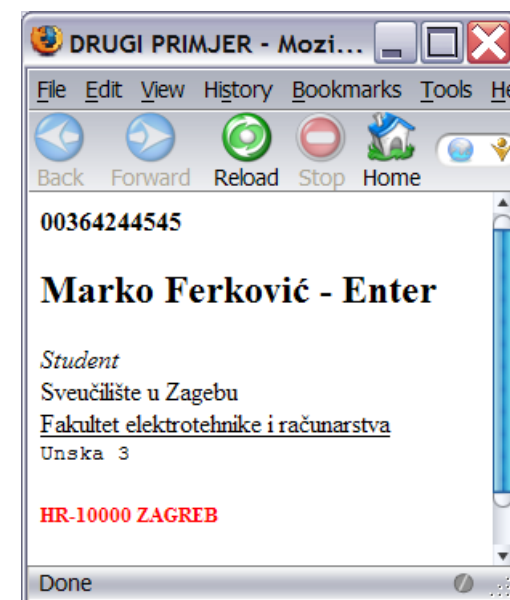 DRUGI PRIMJER - Mozi...
File Edit View History Bookmarks Tools He
Back Forward Reload Stop Home
00364244545
Marko Ferković - Enter
Student
Sveučilište u Zagebu
Fakultet elektrotehnike i računarstva
Unska 3
HR-10000 ZAGREB
Done